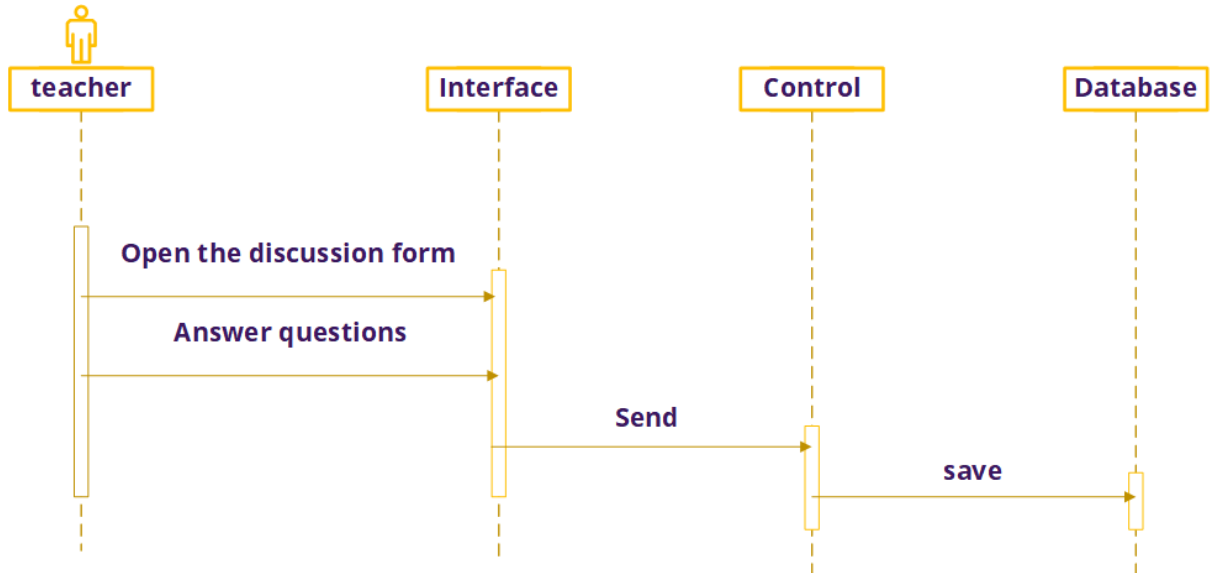 teacher
Interface
Control
Database
Open the discussion form
Answer questions
Send
save